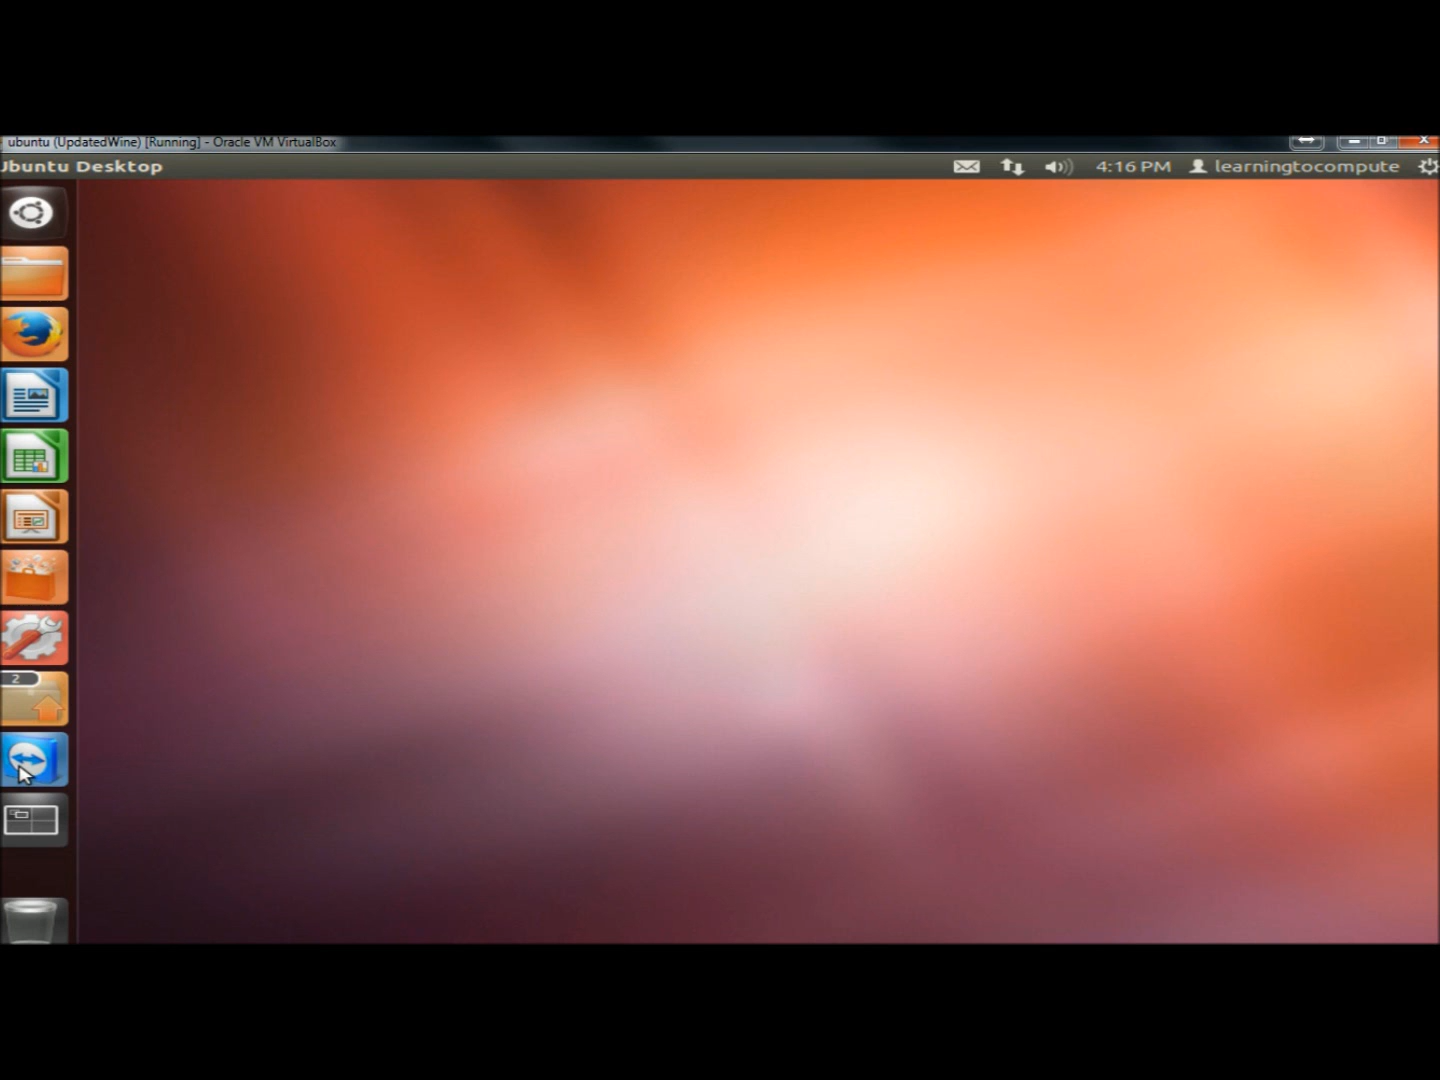 ubuntu (UpdatedWine) [Running] - Oracle VM VirtualBox
Ubuntu Desktop
4:16 PM learningtocompute
2